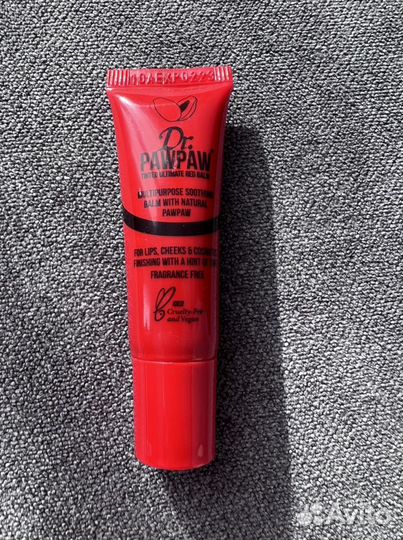 Dr.
PAWPAW
TINTED ULTIMATE RED BALM
MULTIPURPOSE SOOTHING
BALM WITH NATURAL
PAWPAW
FOR LIPS, CHEEKS & COSMETIC
FINISHING WITH A HINT OF
FRAGRANCE FREE
Cruelty-Free
and Vegan
Avito